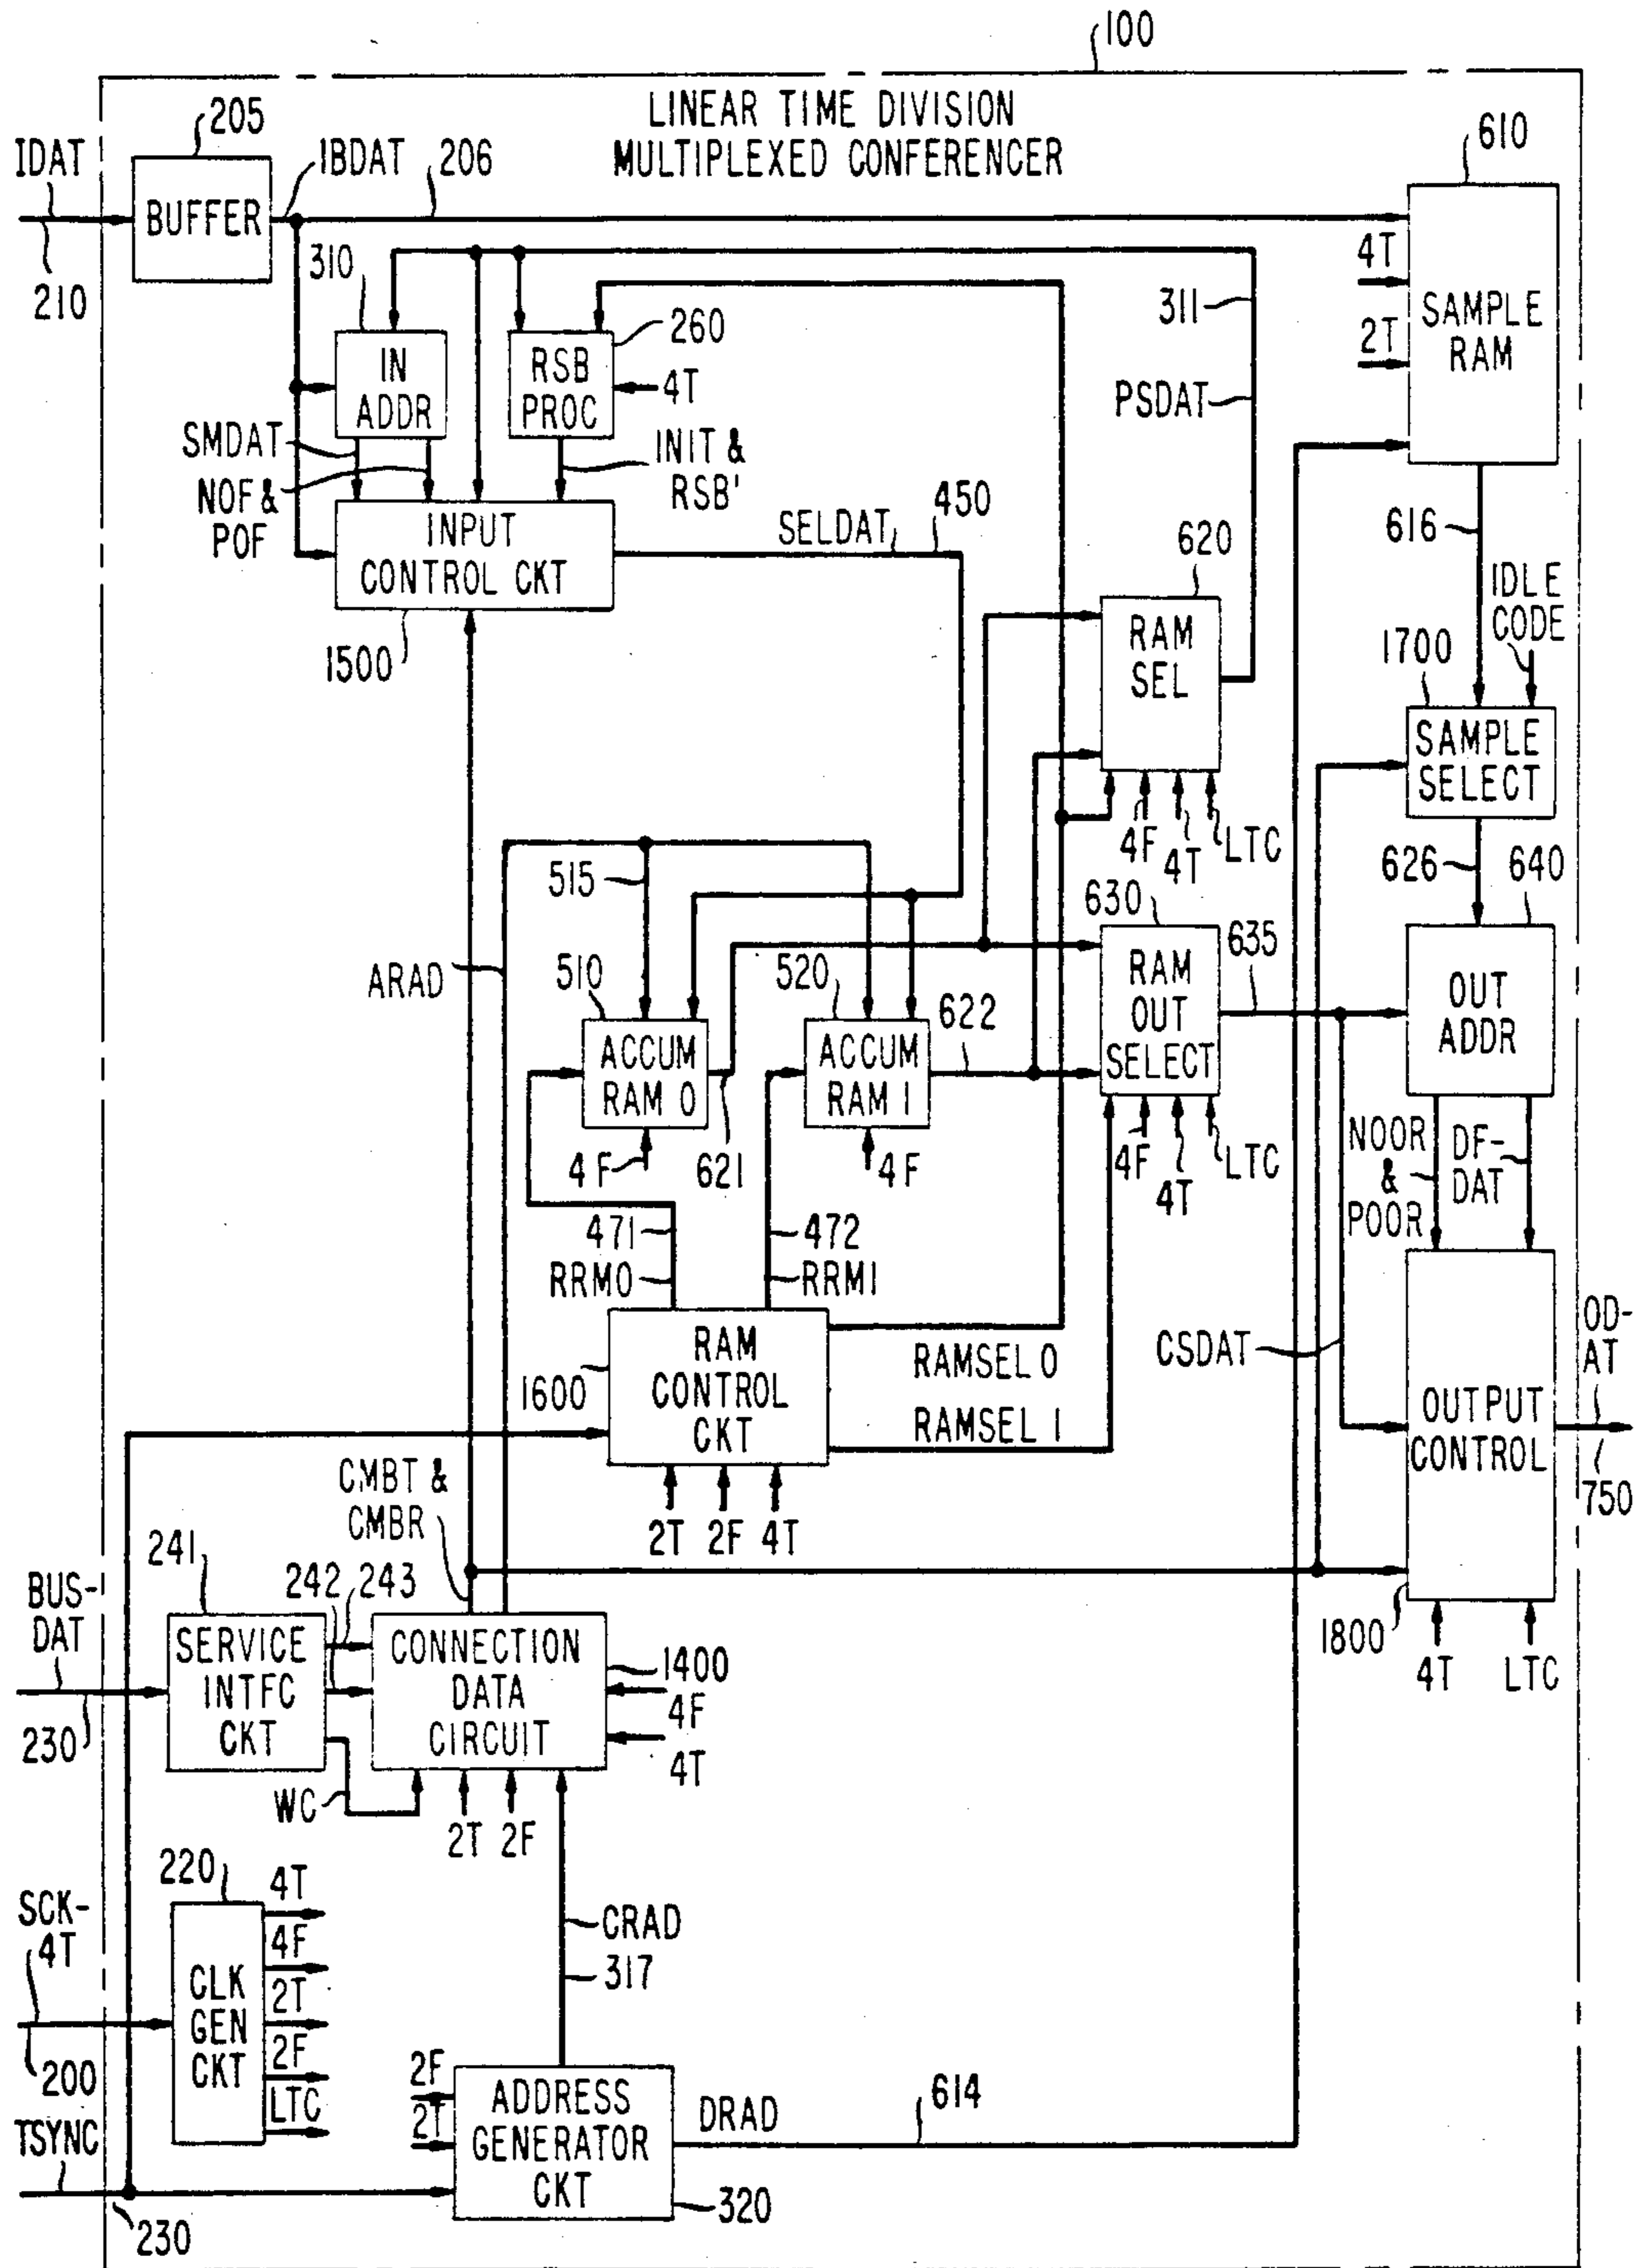 100
LINEAR TIME DIVISION
MULTIPLEXED CONFERENCER
205
IDAT
IBDAT
206
610
BUFFER
210
310
4T
2T
SAMPLE
RAM
311
260
IN
ADDR
RSB
PROC
4T
PSDAT
SMDAT
NOF &
POF
INIT &
RSB'
INPUT
CONTROL CKT
SELDAT
450
1500
616
IDLE
CODE
620
RAM
SEL
1700
SAMPLE
SELECT
4F
4T
LTC
626
640
515
630
635
ARAD
510
520
622
RAM
OUT
SELECT
OUT
ADDR
ACCUM
RAM 0
ACCUM
RAM 1
4F
621
4F
4F
4T
LTC
NOOR
&
POOR
DF-
DAT
471
RRM0
472
RRM1
RAM
CONTROL
CKT
1600
RAMSEL 0
RAMSEL 1
CSDAT
OD-
AT
OUTPUT
CONTROL
750
2T
2F
4T
CMBT &
CMBR
241
BUS-
DAT
242
243
SERVICE
INTFC
CKT
CONNECTION
DATA
CIRCUIT
1400
4F
4T
1800
4T
LTC
230
WC
2T
2F
220
SCK-
4T
CLK
GEN
CKT
4T
4F
2T
2F
LTC
200
CRAD
317
TSYNC
2F
2T
ADDRESS
GENERATOR
CKT
DRAD
614
320
230